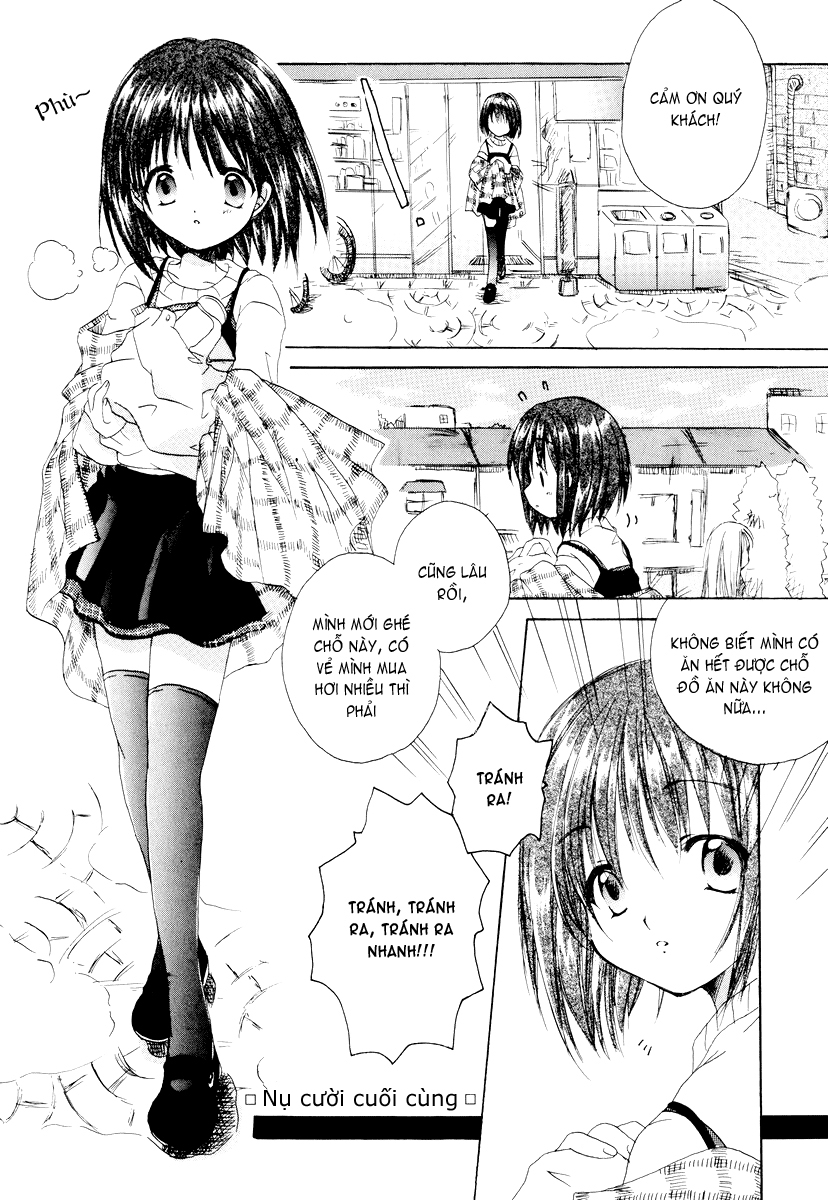 Phù~
CẢM ƠN QUÝ
KHÁCH!
CŨNG LÂU
RỒI,
MÌNH MỚI GHÉ
CHỖ NÀY, CÓ
VẺ MÌNH MUA
HƠI NHIỀU THÌ
PHẢI
KHÔNG BIẾT MÌNH CÓ
ĂN HẾT ĐƯỢC CHỖ
ĐỒ ĂN NÀY KHÔNG
NỮA...
TRÁNH
RA!
TRÁNH, TRÁNH
RA, TRÁNH RA
NHANH!!!
Nụ cười cuối cùng